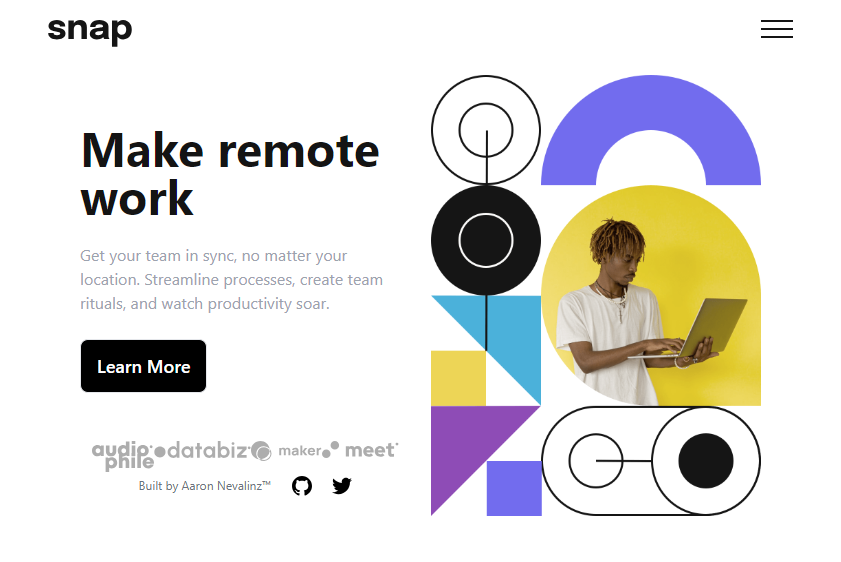 snap
Make remote
work
Get your team in sync, no matter your
location. Streamline processes, create team
rituals, and watch productivity soar.
Learn More
audiophile databiz maker meet
Built by Aaron Nevalinz™